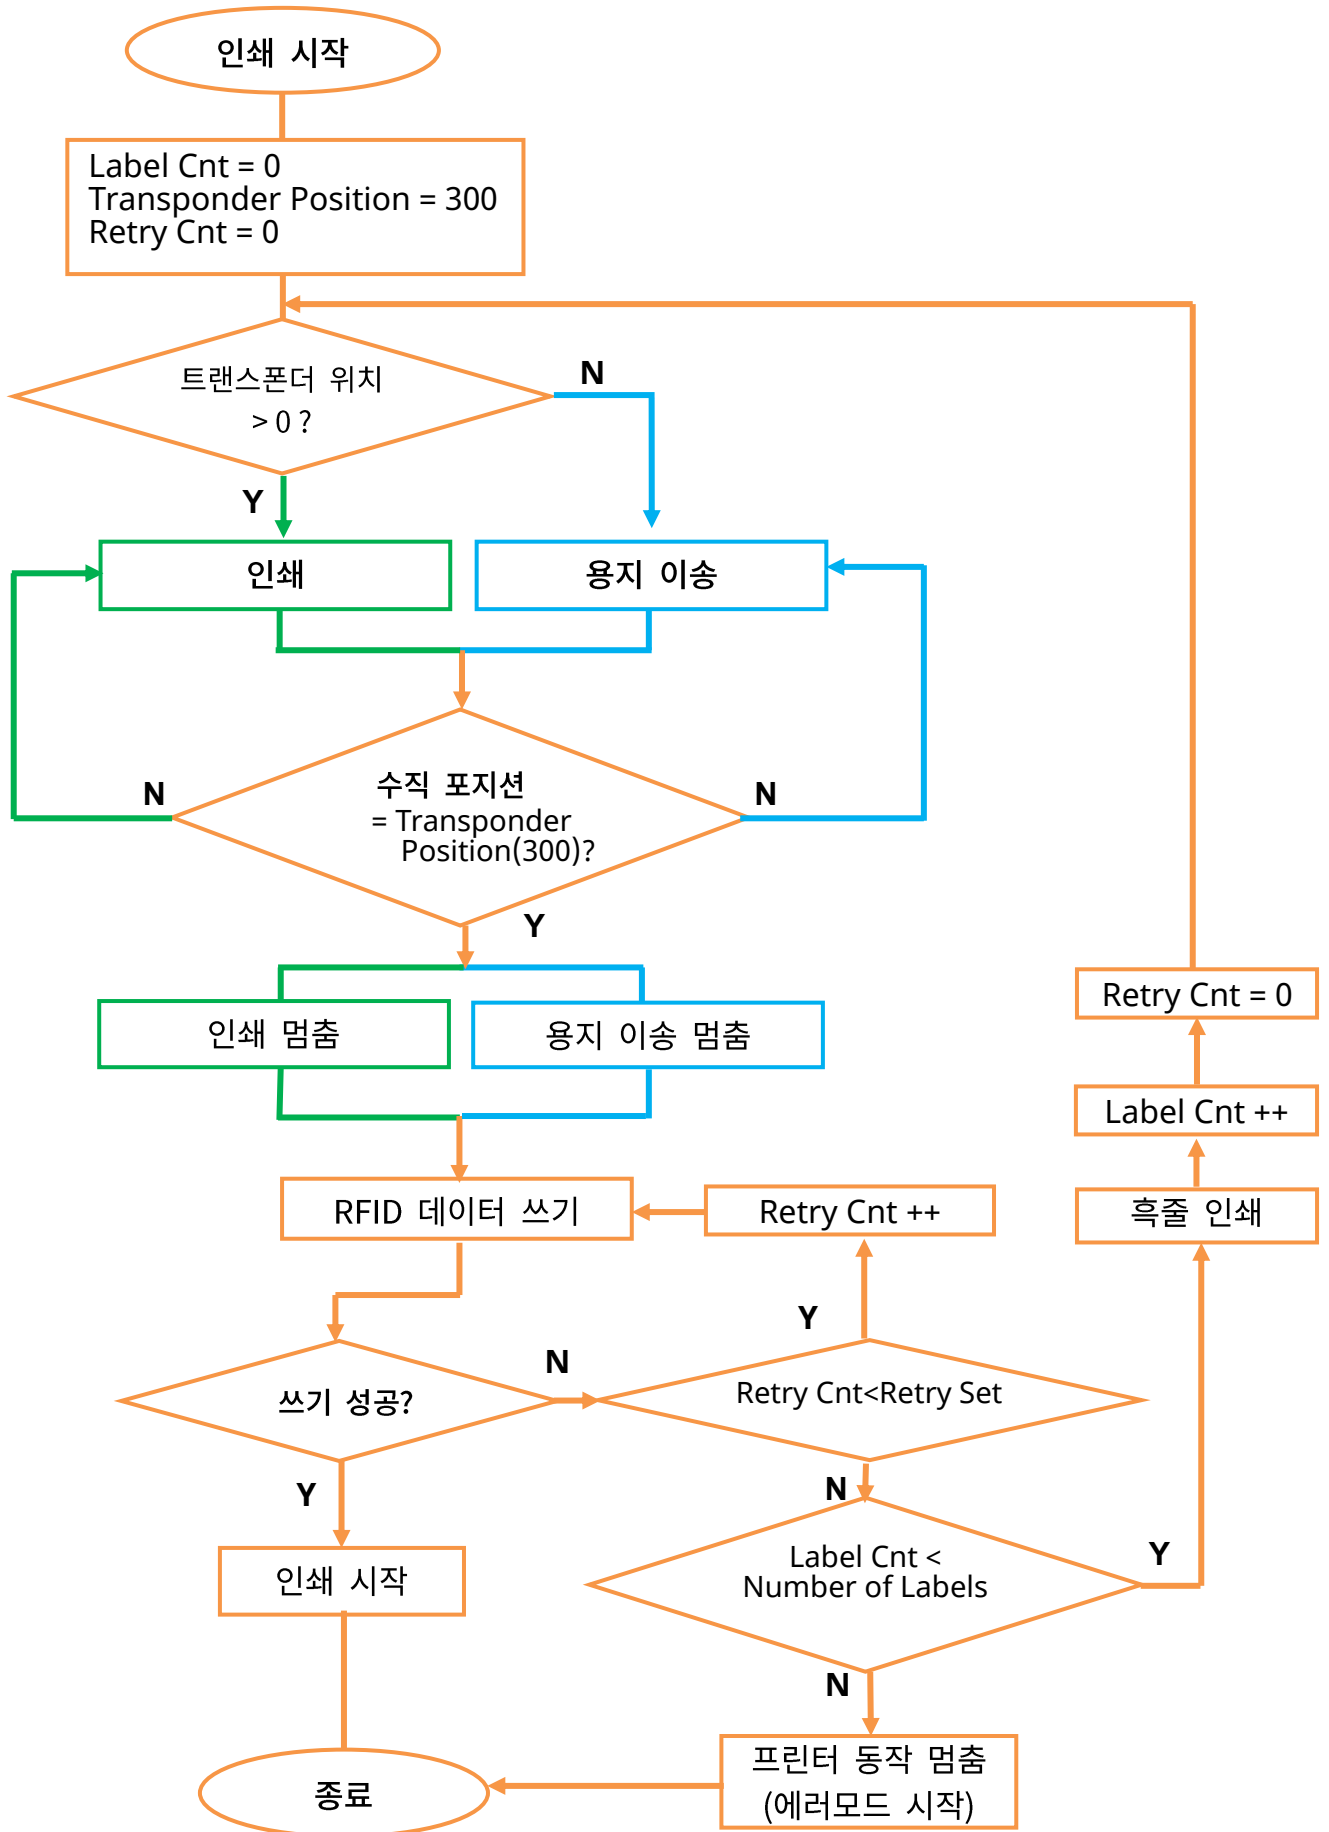 인쇄 시작
Label Cnt = 0
Transponder Position = 300
Retry Cnt = 0
트랜스폰더 위치
> 0 ?
N
Y
인쇄
용지 이송
수직 포지션
= Transponder
Position(300)?
N
N
Y
인쇄 멈춤
용지 이송 멈춤
Retry Cnt = 0
Label Cnt ++
흑줄 인쇄
RFID 데이터 쓰기
Retry Cnt ++
Y
N
쓰기 성공?
Retry Cnt<Retry Set
Y
N
Label Cnt <
Number of Labels
Y
인쇄 시작
N
프린터 동작 멈춤
(에러모드 시작)
종료